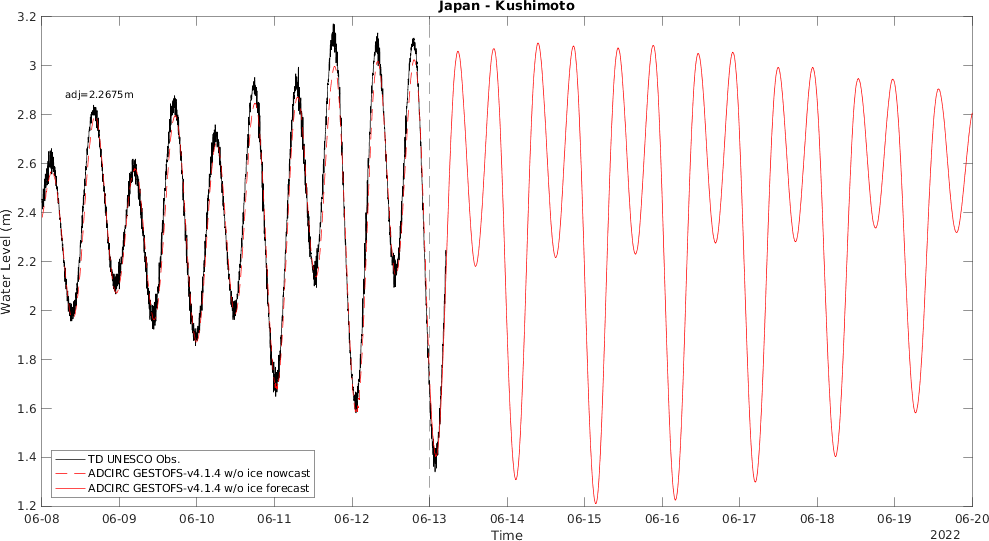 Japan - Kushimoto
3.2
3
2.8
2.6
2.4
2.2
2
1.8
1.6
1.4
1.2
Water Level (m)
adj=2.2675m
TD UNESCO Obs.
ADCIRC GESTOFS-v4.1.4 w/o ice nowcast
ADCIRC GESTOFS-v4.1.4 w/o ice forecast
06-08 06-09 06-10 06-11 06-12 06-13 06-14 06-15 06-16 06-17 06-18 06-19 06-20
Time
2022